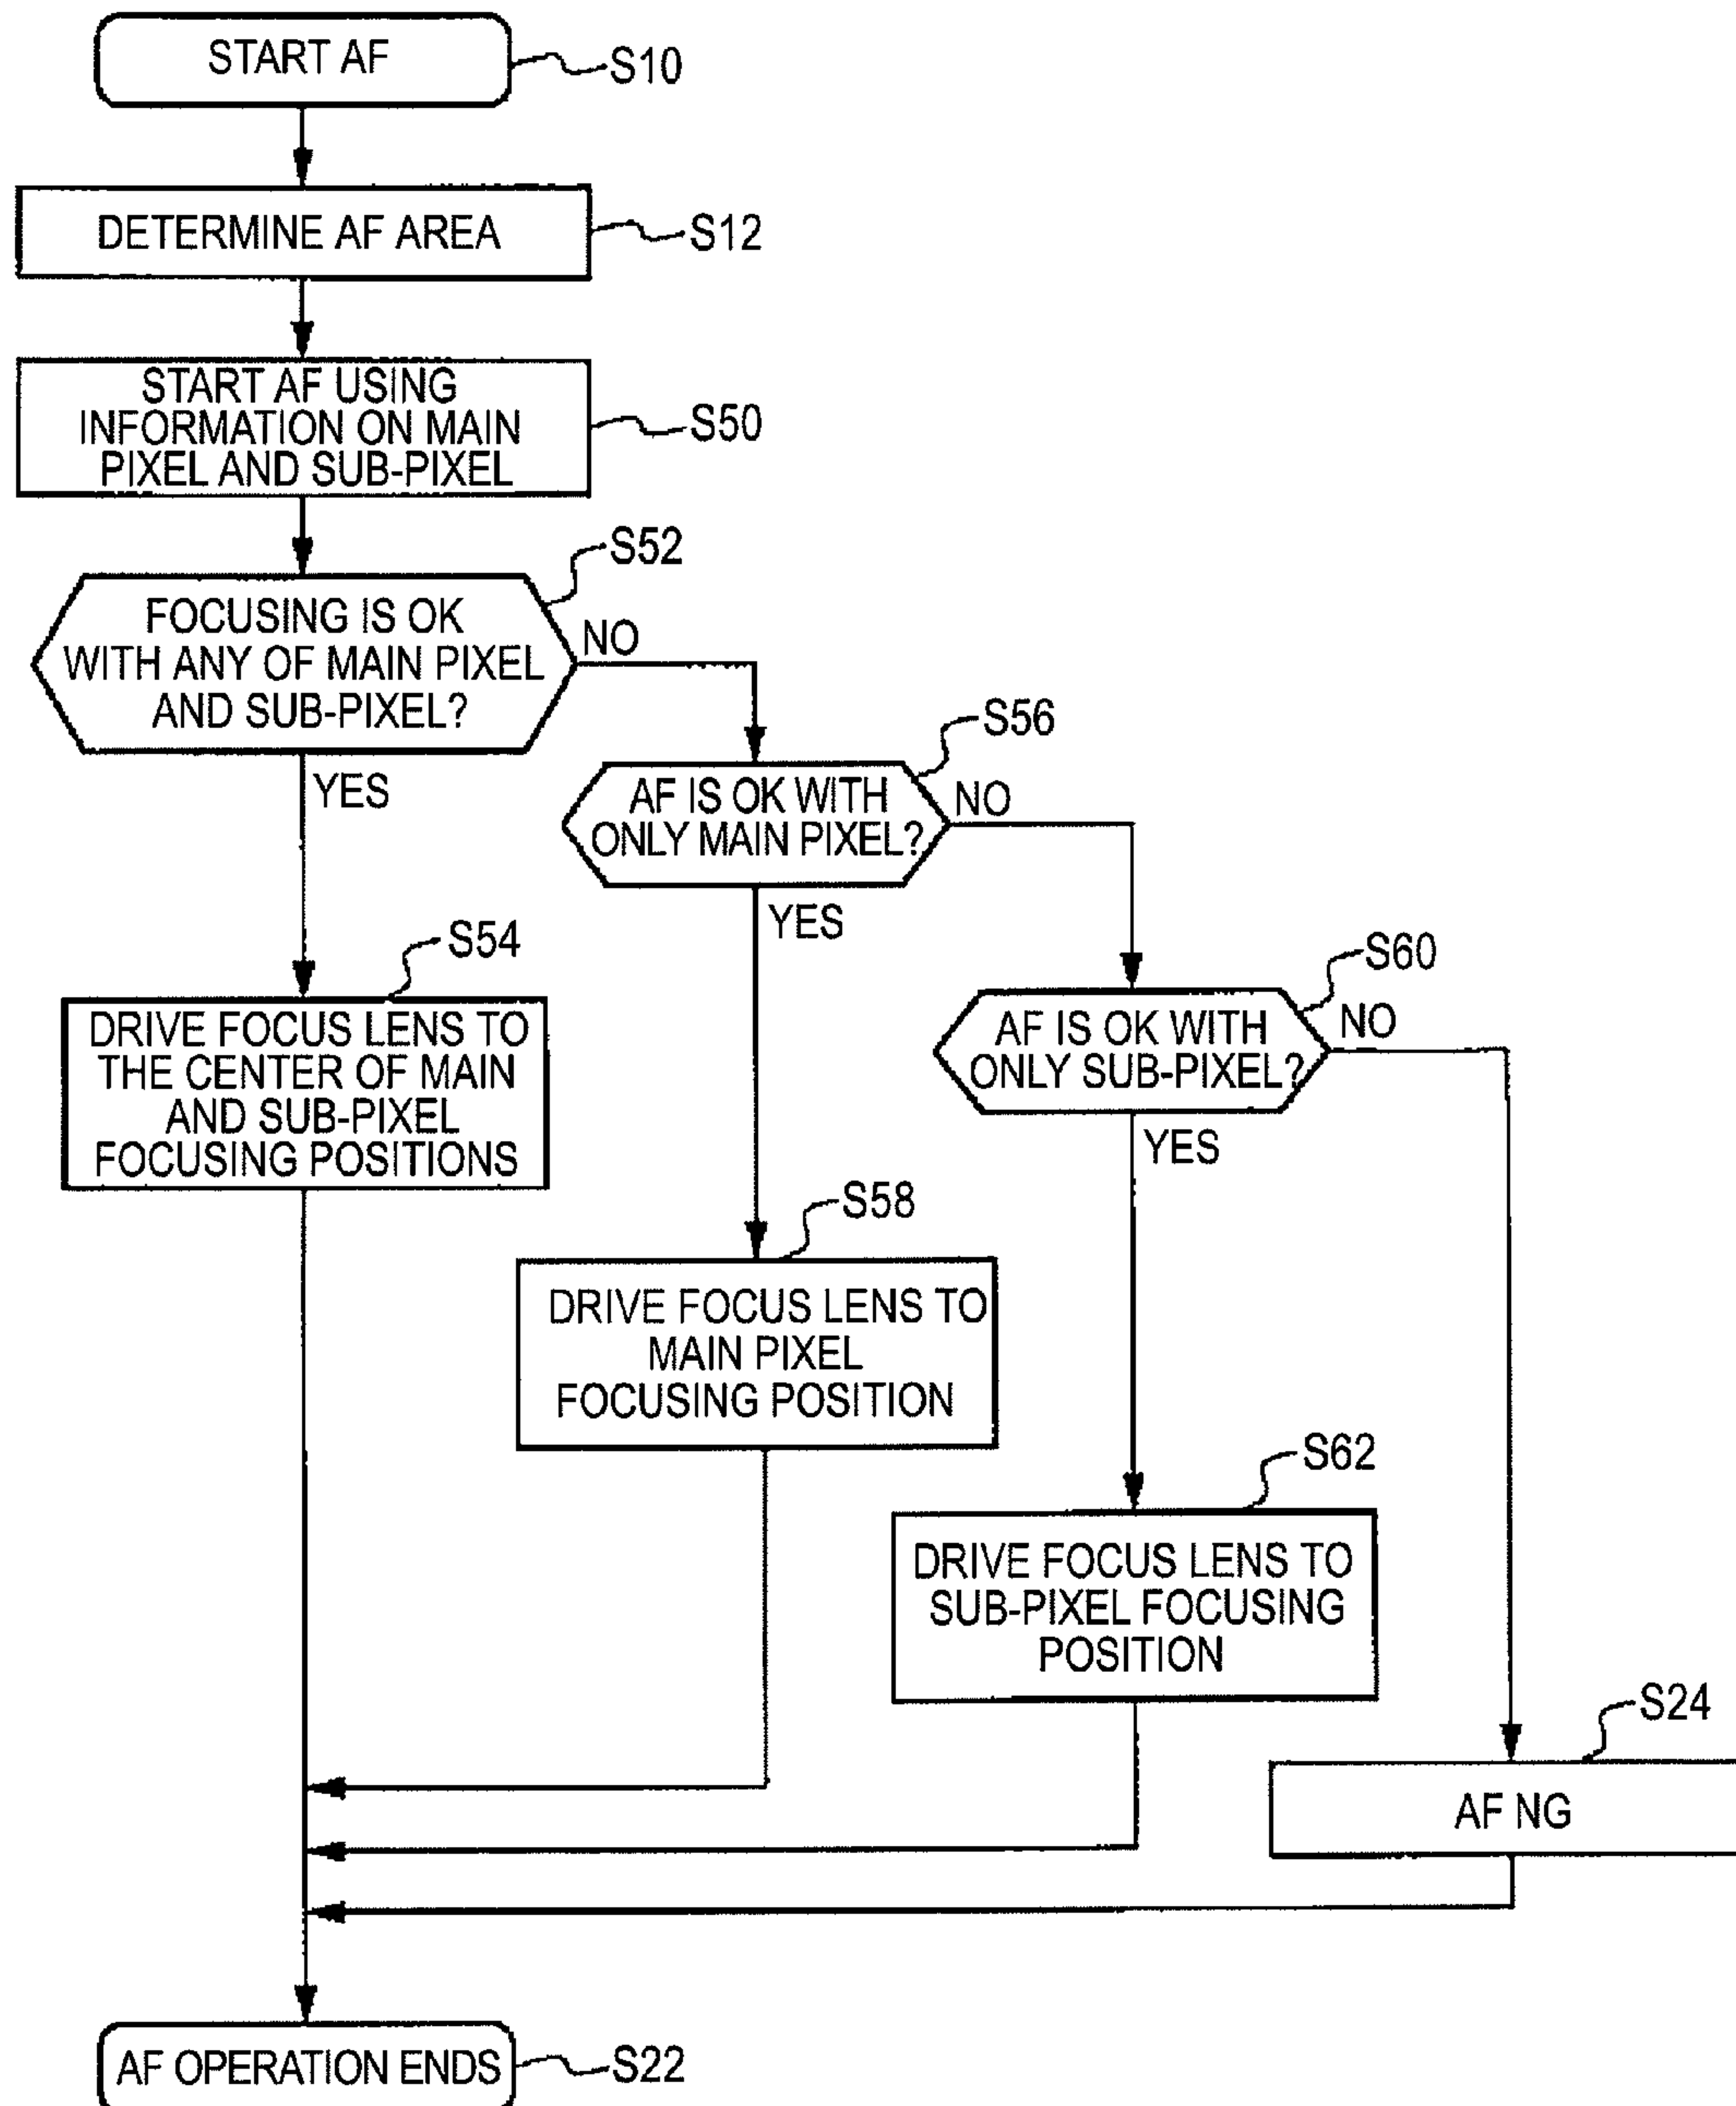 START AF
S10
DETERMINE AF AREA
S12
START AF USING
INFORMATION ON MAIN
PIXEL AND SUB-PIXEL
S50
S52
FOCUSING IS OK
WITH ANY OF MAIN PIXEL
AND SUB-PIXEL?
NO
YES
S56
AF IS OK WITH
ONLY MAIN PIXEL?
NO
YES
S54
DRIVE FOCUS LENS TO
THE CENTER OF MAIN
AND SUB-PIXEL
FOCUSING POSITIONS
S60
AF IS OK WITH
ONLY SUB-PIXEL?
NO
YES
S58
DRIVE FOCUS LENS TO
MAIN PIXEL
FOCUSING POSITION
S62
DRIVE FOCUS LENS TO
SUB-PIXEL FOCUSING
POSITION
S24
AF NG
AF OPERATION ENDS
S22